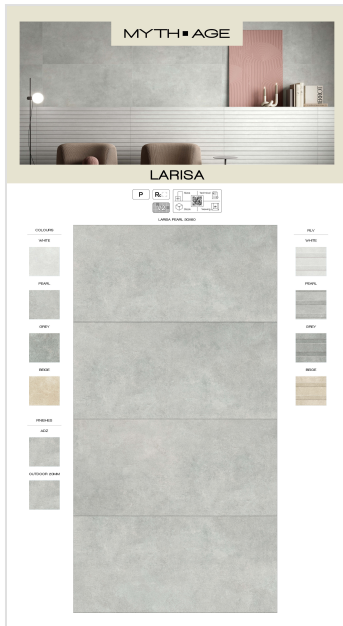 MYTH■AGE
LARISA
P
LARISA PEARL 30X60
COLOURS
WHITE
PEARL
GREY
BEIGE
FINISHES
ADZ
OUTDOOR 20MM
RLV
WHITE
PEARL
GREY
BEIGE